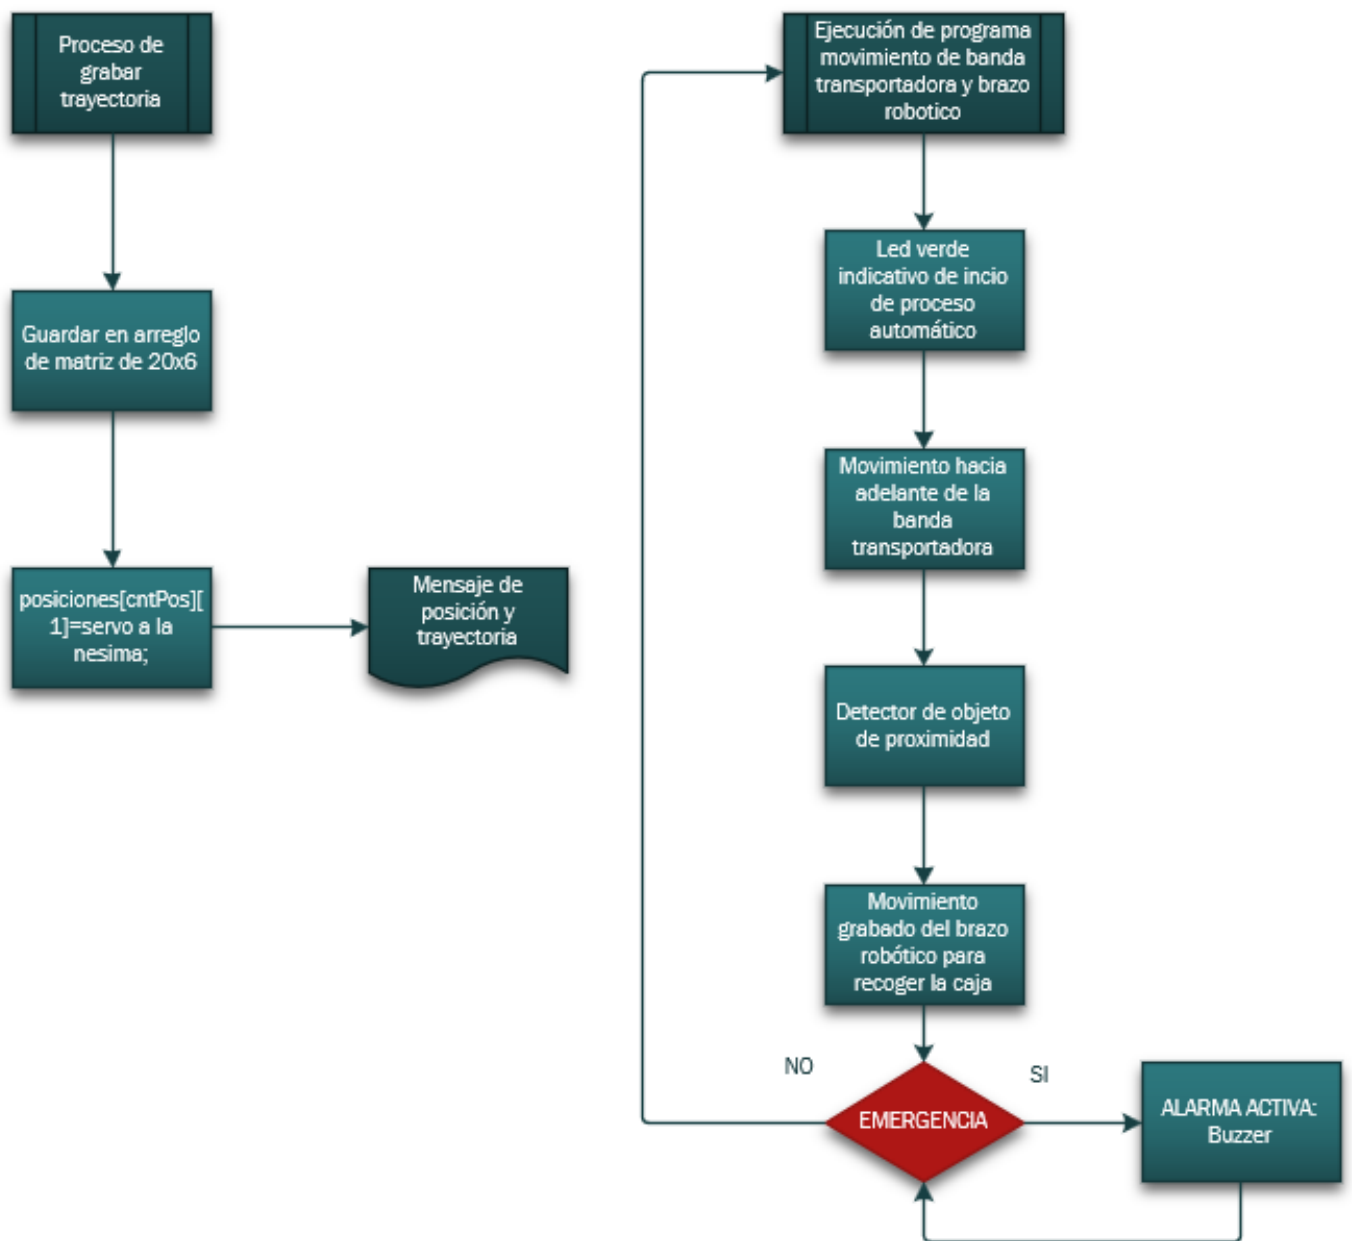 Proceso de
grabar
trayectoria
Guardar en arreglo
de matriz de 20x6
posiciones[cntPos][
1]=servo a la
nesima;
Mensaje de
posición y
trayectoria
Ejecución de programa
movimiento de banda
transportadora y brazo
robotico
Led verde
indicativo de incio
de proceso
automático
Movimiento hacia
adelante de la
banda
transportadora
Detector de objeto
de proximidad
Movimiento
grabado del brazo
robótico para
recoger la caja
NO
EMERGENCIA
SI
ALARMA ACTIVA:
Buzzer